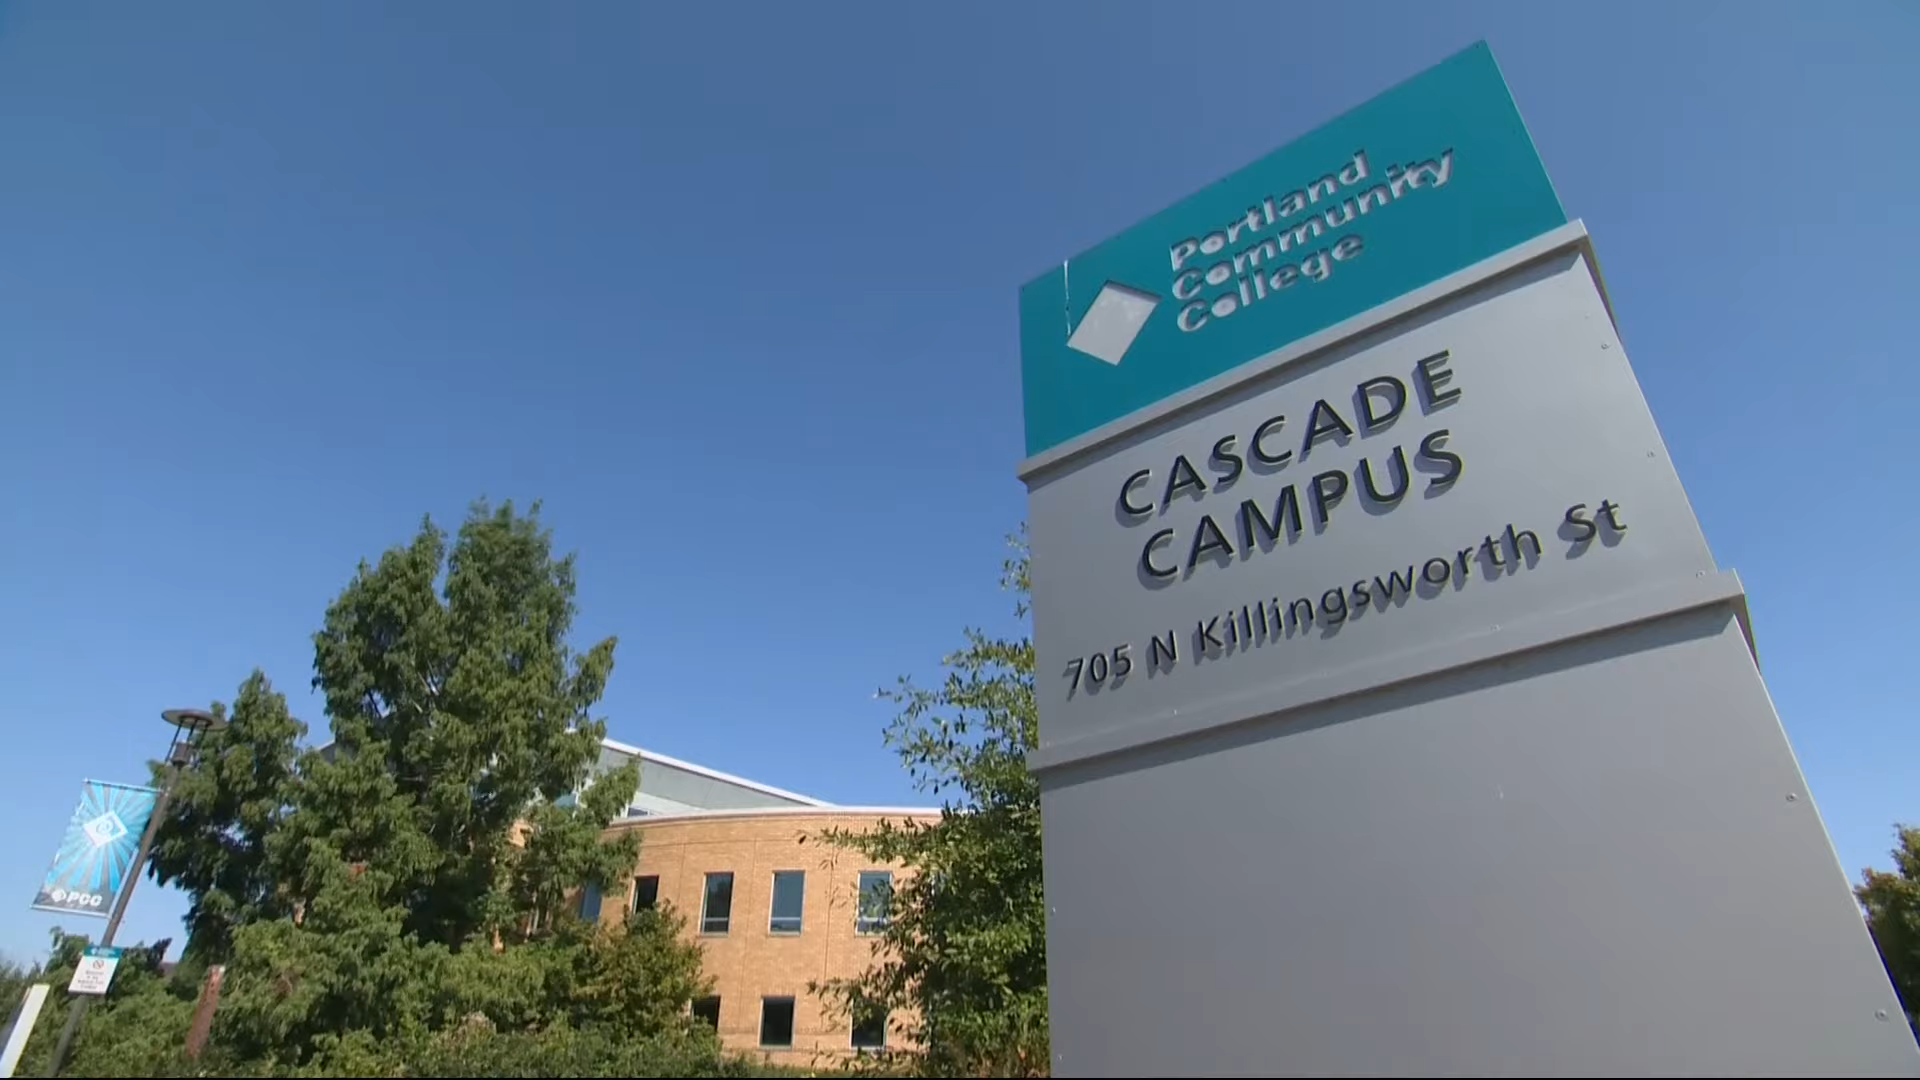 Portland
Community
College
CASCADE
CAMPUS
705 N Killingsworth St
PCC